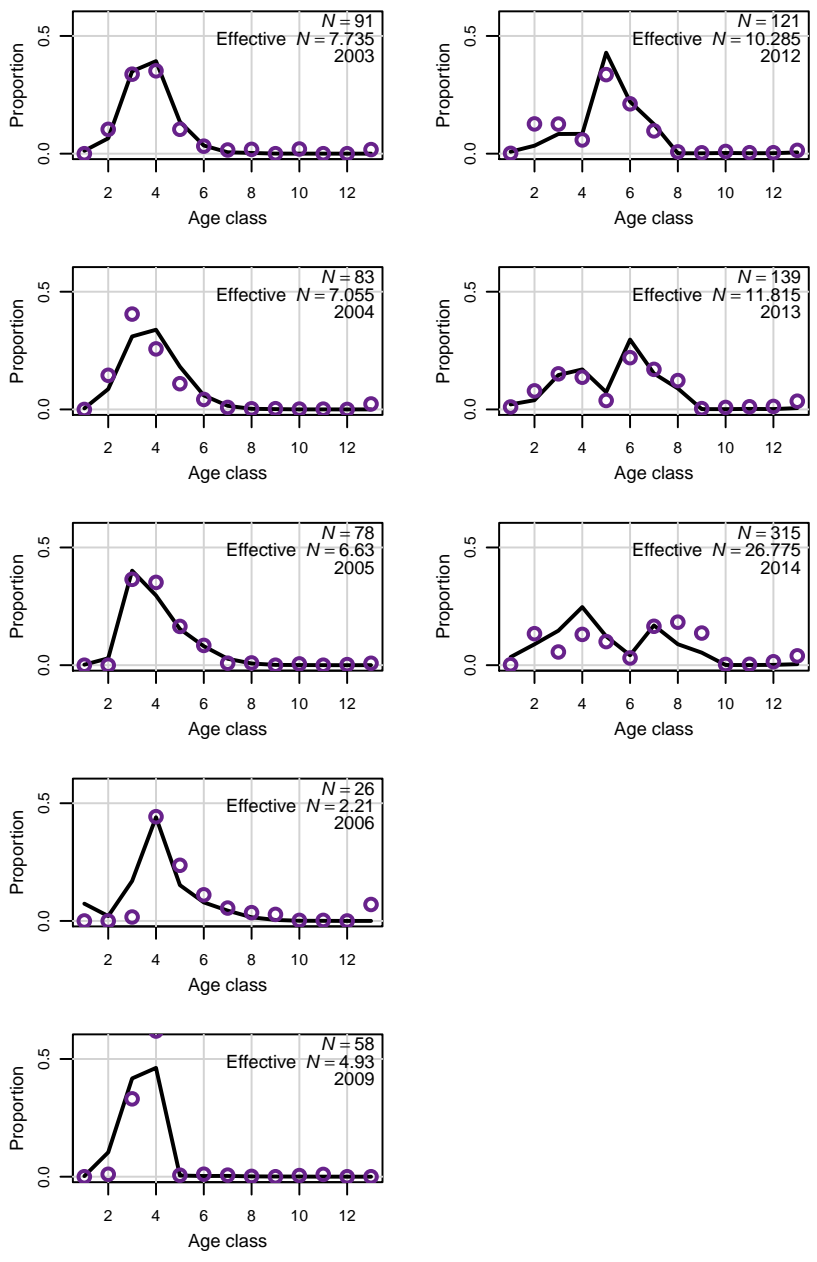 N = 91
Effective N = 7.735
2003
0.5
0.0
Proportion
2 4 6 8 10 12
Age class
N = 83
Effective N = 7.055
2004
0.5
0.0
Proportion
2 4 6 8 10 12
Age class
N = 78
Effective N = 6.63
2005
0.5
0.0
Proportion
2 4 6 8 10 12
Age class
N = 26
Effective N = 2.21
2006
0.5
0.0
Proportion
2 4 6 8 10 12
Age class
N = 58
Effective N = 4.93
2009
0.5
0.0
Proportion
2 4 6 8 10 12
Age class
N = 121
Effective N = 10.285
2012
0.5
0.0
Proportion
2 4 6 8 10 12
Age class
N = 139
Effective N = 11.815
2013
0.5
0.0
Proportion
2 4 6 8 10 12
Age class
N = 315
Effective N = 26.775
2014
0.5
0.0
Proportion
2 4 6 8 10 12
Age class